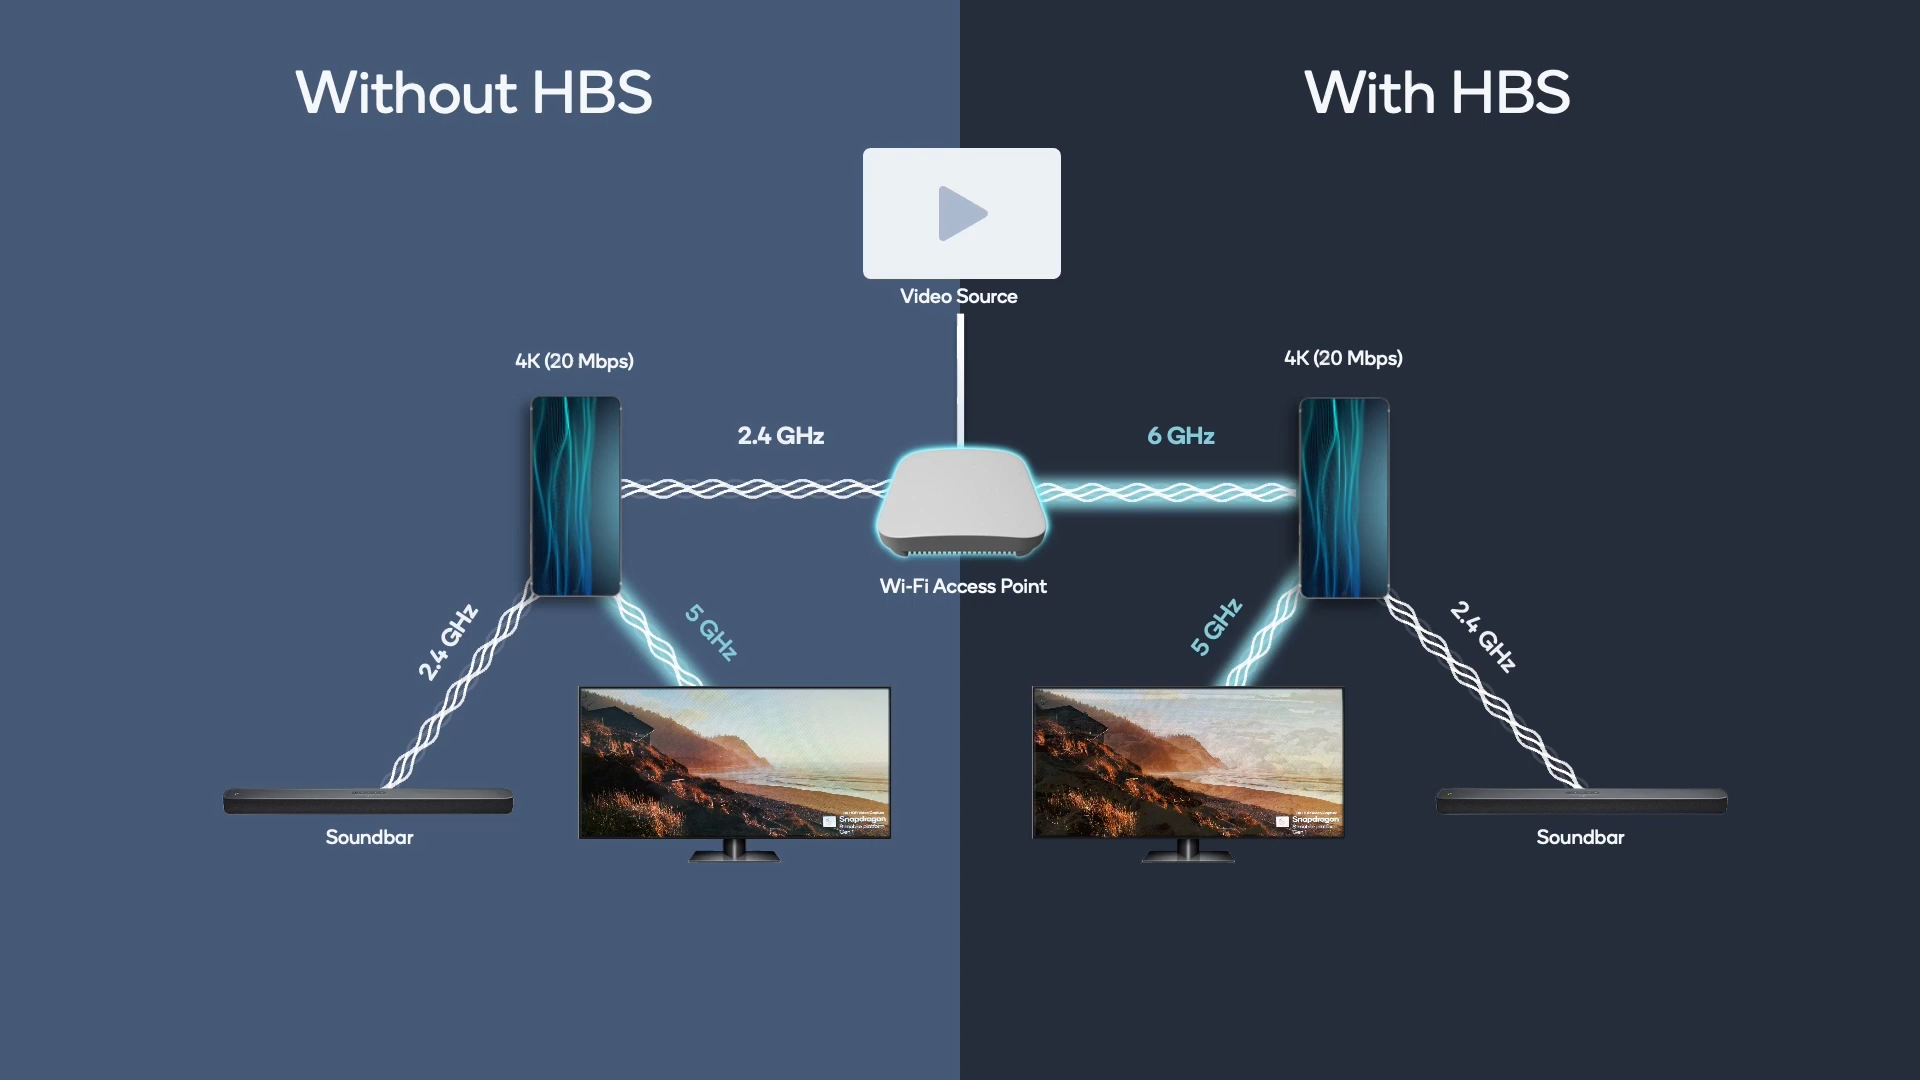 Without HBS
With HBS
Video Source
4K (20 Mbps)
4K (20 Mbps)
2.4 GHz
6 GHz
Wi-Fi Access Point
2.4 GHz
5 GHz
5 GHz
2.4 GHz
Snapdragon
Snapdragon
Soundbar
Soundbar